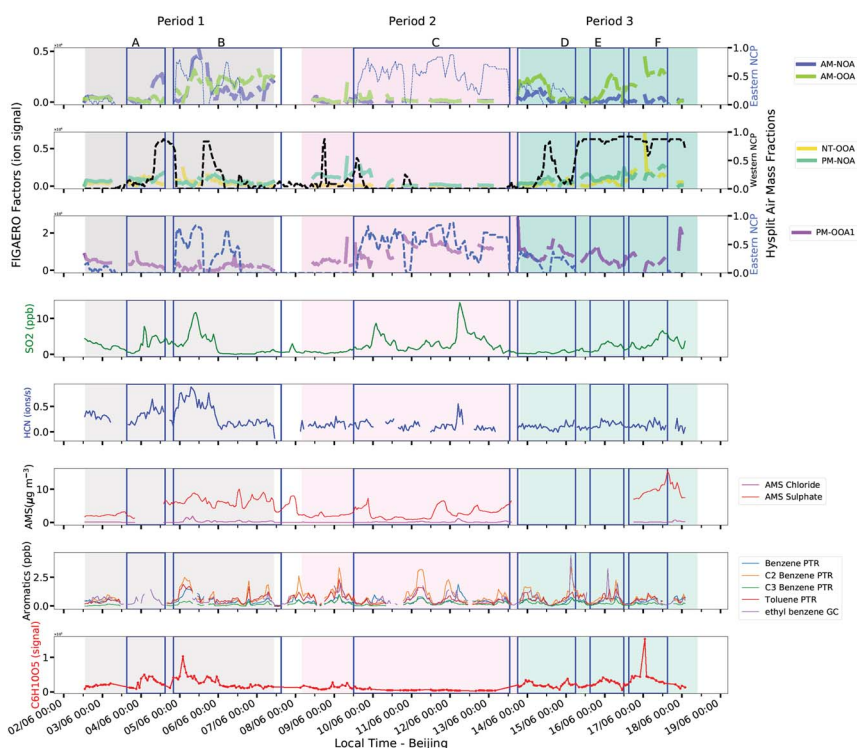 Period 1 Period 2 Period 3
A B C D E F
FIGAERO Factors (ion signal)
0.5
0.0
1.0
0.5
0.0
Eastern NCP
AM-NOA
AM-OOA
0.5
0.0
1.0
0.5
0.0
Western NCP
Hysplit Air Mass Fractions
NT-OOA
PM-NOA
2
0
1.0
0.5
0.0
Eastern NCP
PM-OOA1
SO2 (ppb)
10
0
HCN (ions/s)
0.5
0.0
AMS(µg m⁻³)
10
0
AMS Chloride
AMS Sulphate
Aromatics (ppb)
2.5
0.0
Benzene PTR
C2 Benzene PTR
C3 Benzene PTR
Toluene PTR
ethyl benzene GC
C6H10O5 (signal)
1
0
02/06 00:00
03/06 00:00
04/06 00:00
05/06 00:00
06/06 00:00
07/06 00:00
08/06 00:00
09/06 00:00
10/06 00:00
11/06 00:00
12/06 00:00
13/06 00:00
14/06 00:00
15/06 00:00
16/06 00:00
17/06 00:00
18/06 00:00
19/06 00:00
Local Time - Beijing